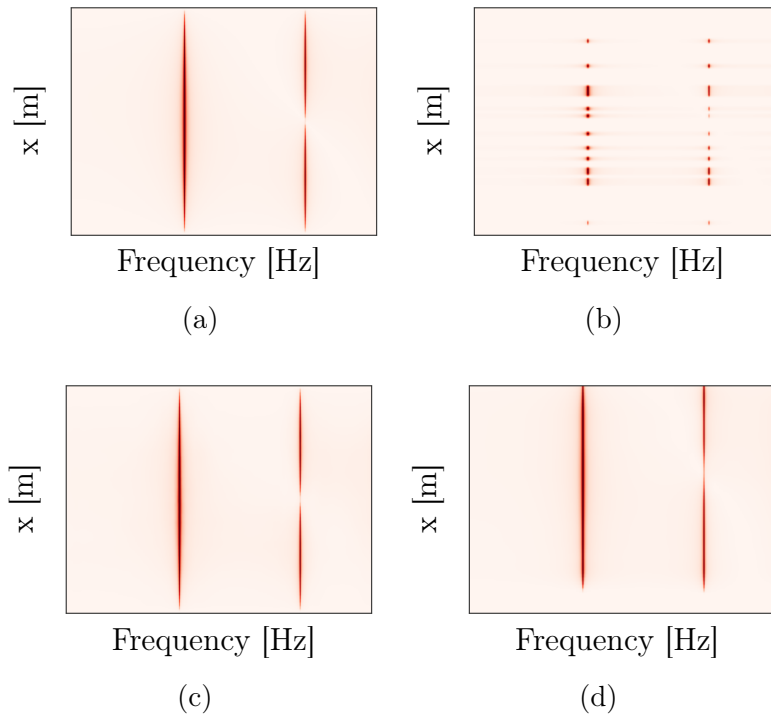 x [m]
Frequency [Hz]
(a)
x [m]
Frequency [Hz]
(b)
x [m]
Frequency [Hz]
(c)
x [m]
Frequency [Hz]
(d)